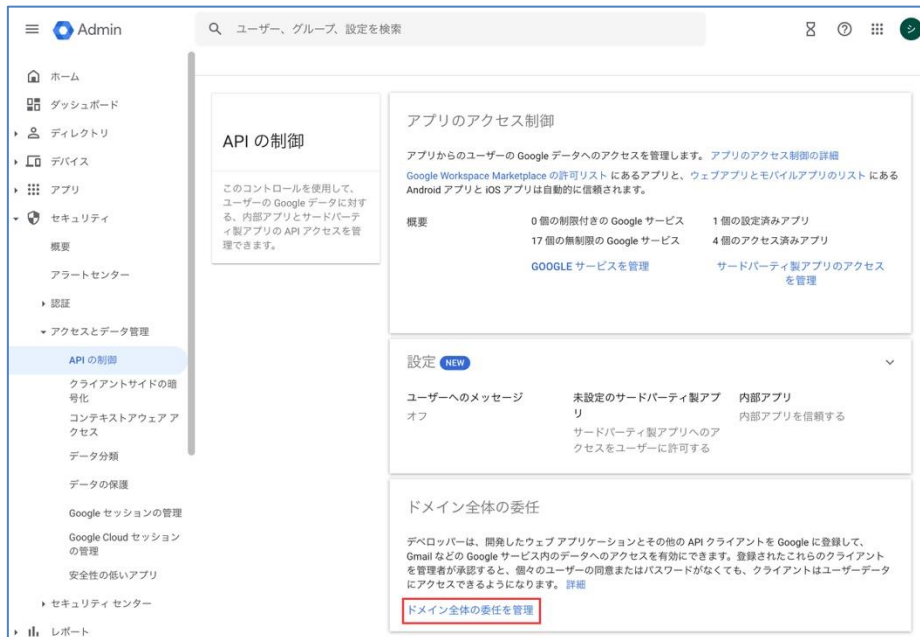 Admin
ユーザー、グループ、設定を検索
シ
ホーム
ダッシュボード
ディレクトリ
デバイス
アプリ
セキュリティ
概要
アラートセンター
認証
アクセスとデータ管理
API の制御
クライアントサイドの暗
号化
コンテキストアウェア ア
クセス
データ分類
データの保護
Google セッションの管理
Google Cloud セッション
の管理
安全性の低いアプリ
セキュリティ センター
レポート
API の制御
このコントロールを使用して、
ユーザーの Google データに対す
る、内部アプリとサードパーテ
ィ製アプリの API アクセスを管
理できます。
アプリのアクセス制御
アプリからのユーザーの Google データへのアクセスを管理します。 アプリのアクセス制御の詳細
Google Workspace Marketplace の許可リスト にあるアプリと、ウェブアプリとモバイルアプリのリスト にある
Android アプリと iOS アプリは自動的に信頼されます。
概要
0 個の制限付きの Google サービス
17 個の無制限の Google サービス
GOOGLE サービスを管理
1 個の設定済みアプリ
4 個のアクセス済みアプリ
サードパーティ製アプリのアクセス
を管理
設定 NEW
ユーザーへのメッセージ
オフ
未設定のサードパーティ製アプ
リ
サードパーティ製アプリへのア
クセスをユーザーに許可する
内部アプリ
内部アプリを信頼する
ドメイン全体の委任
デベロッパーは、開発したウェブ アプリケーションとその他の API クライアントを Google に登録して、
Gmail などの Google サービス内のデータへのアクセスを有効にできます。登録されたこれらのクライアント
を管理者が承認すると、個々のユーザーの同意またはパスワードがなくても、クライアントはユーザーデータ
にアクセスできるようになります。 詳細
ドメイン全体の委任を管理